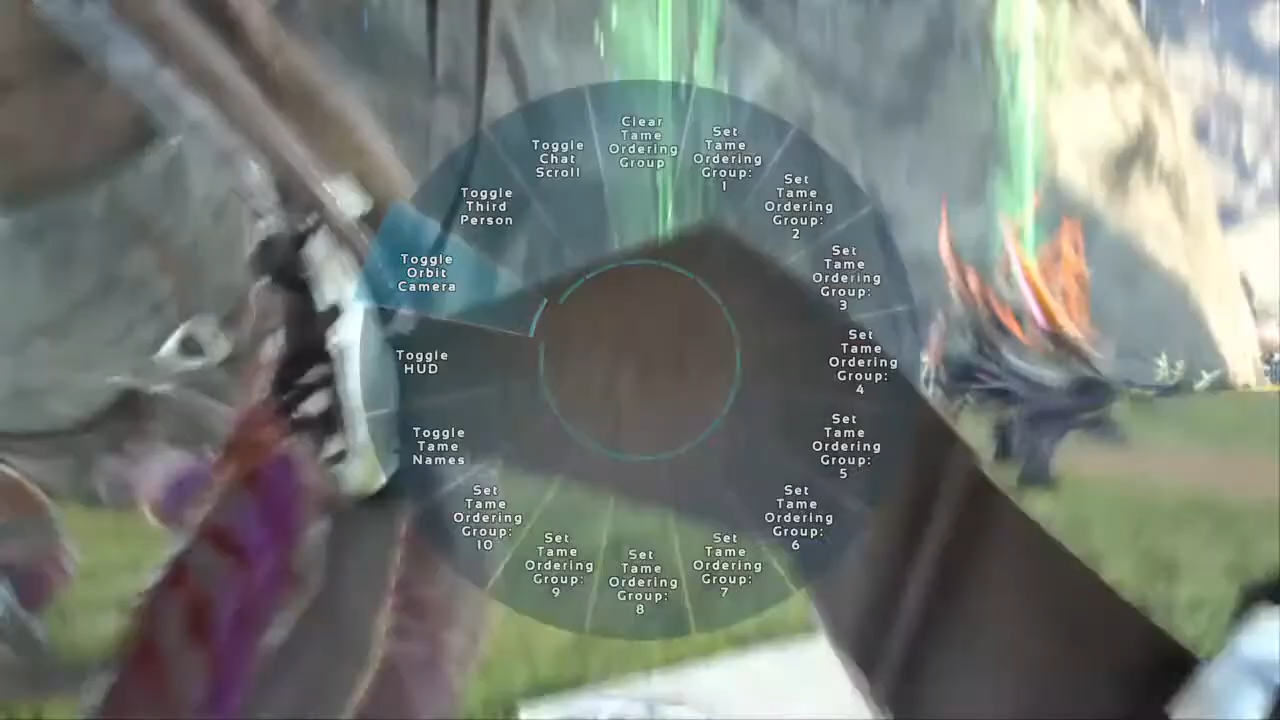 Clear
Tame
Ordering
Group
Set
Tame
Ordering
Group:
1
Set
Tame
Ordering
Group:
2
Set
Tame
Ordering
Group:
3
Set
Tame
Ordering
Group:
4
Set
Tame
Ordering
Group:
5
Set
Tame
Ordering
Group:
6
Set
Tame
Ordering
Group:
7
Set
Tame
Ordering
Group:
8
Set
Tame
Ordering
Group:
9
Set
Tame
Ordering
Group:
10
Toggle
Tame
Names
Toggle
HUD
Toggle
Orbit
Camera
Toggle
Third
Person
Toggle
Chat
Scroll